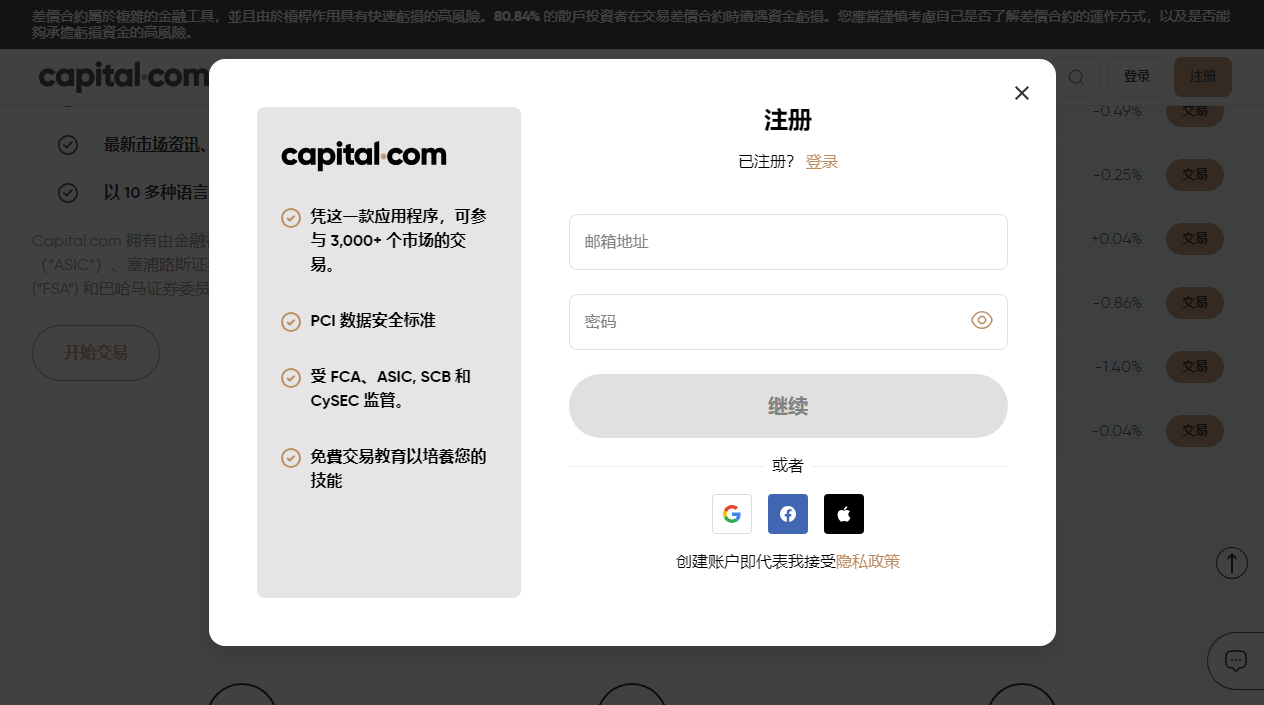 差價合約屬於複雜的金融工具，並且由於槓桿作用具有快速虧損的高風險。80.84% 的散戶投資者在交易差價合約時遭遇資金虧損。您應當謹慎考慮自己是否了解差價合約的運作方式，以及是否能
夠承擔虧損資金的高風險。
capital.com
登录
注册
最新市场资讯、
以 10 多种语言
Capital.com 拥有由金融
（“ASIC”）、塞浦路斯证
("FSA") 和巴哈马证券委员
开始交易
-0.49% 交易
-0.25% 交易
+0.04% 交易
-0.86% 交易
-1.40% 交易
-0.04% 交易
capital.com
凭这一款应用程序，可参
与 3,000+ 个市场的交
易。
PCI 数据安全标准
受 FCA、ASIC, SCB 和
CySEC 监管。
免費交易教育以培養您的
技能
注册
已注册？ 登录
邮箱地址
密码
继续
或者
创建账户即代表我接受隐私政策